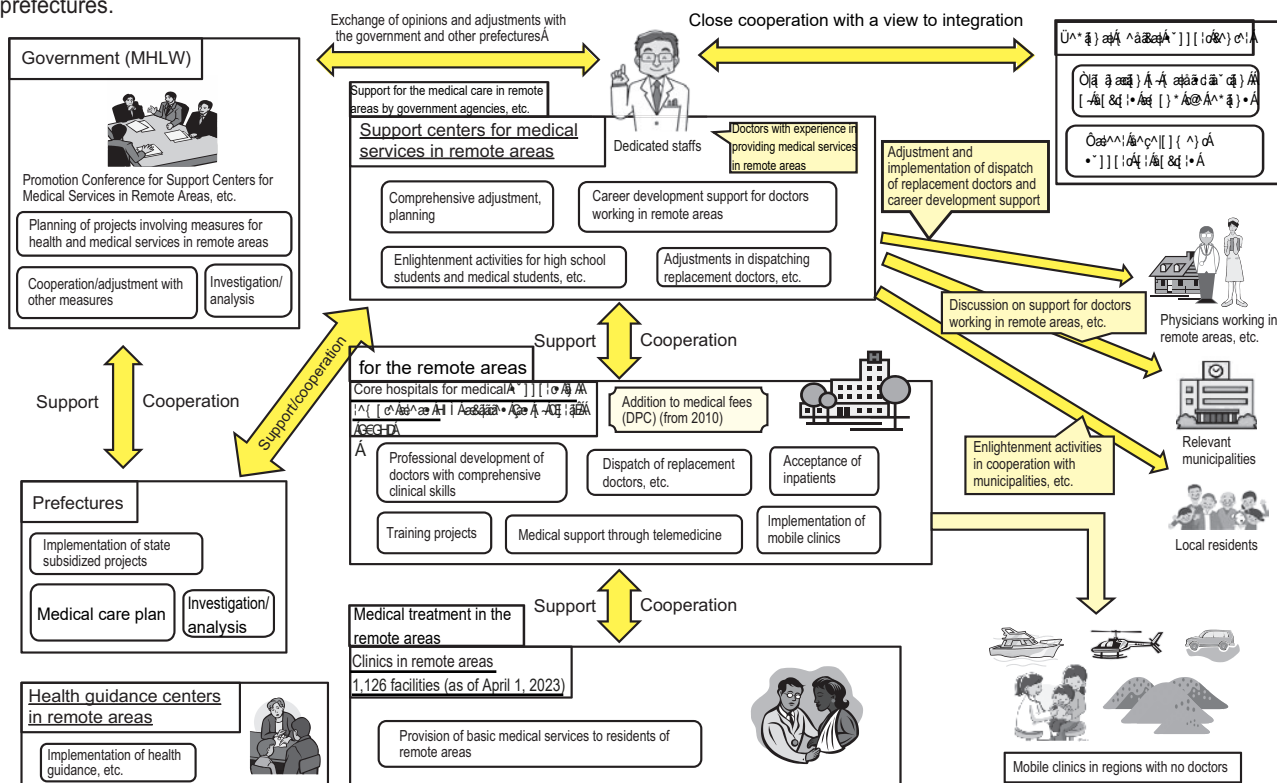 prefectures.
Exchange of opinions and adjustments with
the government and other prefectures
Close cooperation with a view to integration
Government (MHLW)
Promotion Conference for Support Centers for
Medical Services in Remote Areas, etc.
Planning of projects involving measures for
health and medical services in remote areas
Cooperation/adjustment with
other measures
Investigation/
analysis
Support for the medical care in remote
areas by government agencies, etc.
Support centers for medical
services in remote areas
Dedicated staffs
Doctors with experience in
providing medical services
in remote areas
Comprehensive adjustment,
planning
Career development support for doctors
working in remote areas
Enlightenment activities for high school
students and medical students, etc.
Adjustments in dispatching
replacement doctors, etc.
Adjustment and
implementation of dispatch
of replacement doctors and
career development support
Discussion on support for doctors
working in remote areas, etc.
Physicians working in
remote areas, etc.
Relevant
municipalities
Enlightenment activities
in cooperation with
municipalities, etc.
Local residents
Support
Cooperation
Support/cooperation
Support
Cooperation
for the remote areas
Core hospitals for medical
Addition to medical fees
(DPC) (from 2010)
Professional development of
doctors with comprehensive
clinical skills
Dispatch of replacement
doctors, etc.
Acceptance of
inpatients
Training projects
Medical support through telemedicine
Implementation of
mobile clinics
Prefectures
Implementation of state
subsidized projects
Medical care plan
Investigation/
analysis
Support
Cooperation
Medical treatment in the
remote areas
Clinics in remote areas
1,126 facilities (as of April 1, 2023)
Provision of basic medical services to residents of
remote areas
Health guidance centers
in remote areas
Implementation of health
guidance, etc.
Mobile clinics in regions with no doctors